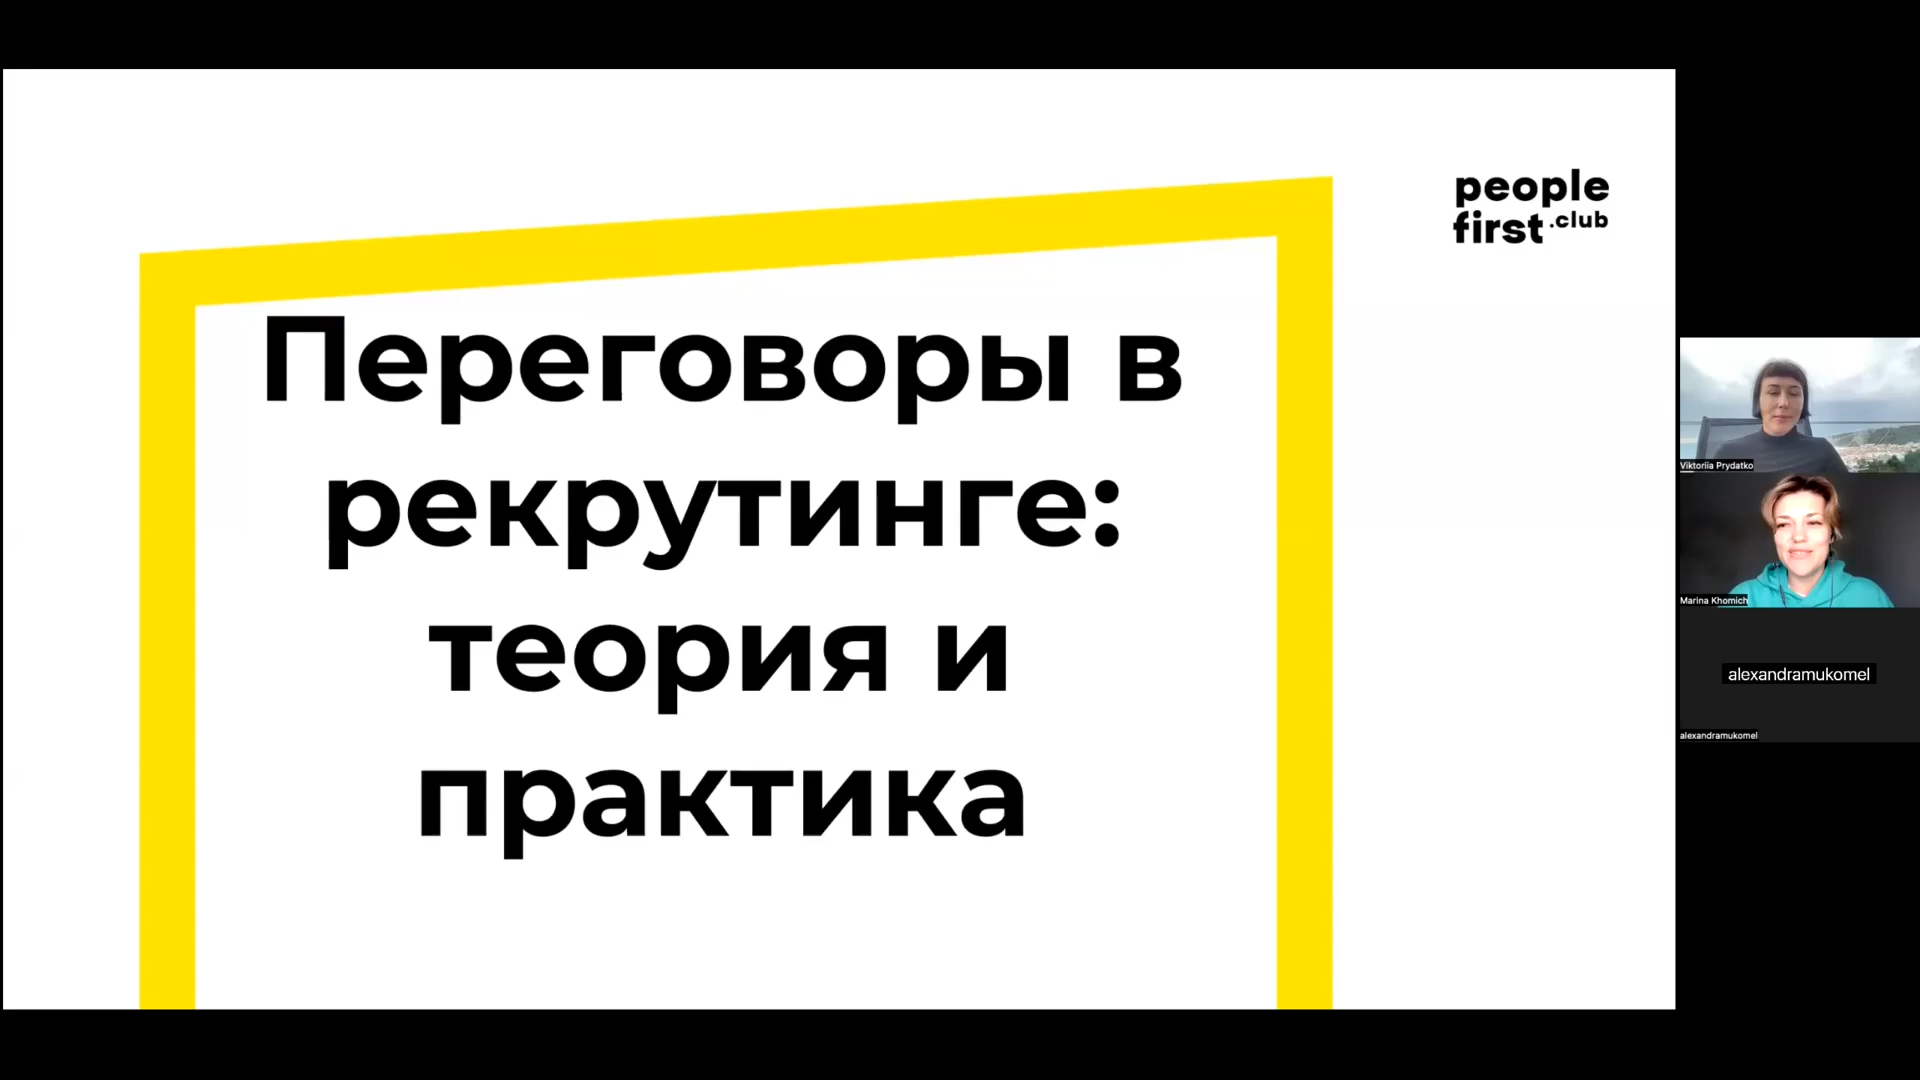 people
first .club
Переговоры в
рекрутинге:
теория и
практика
Viktoriia Prydatko
Marina Khomich
alexandramukomel
alexandramukomel